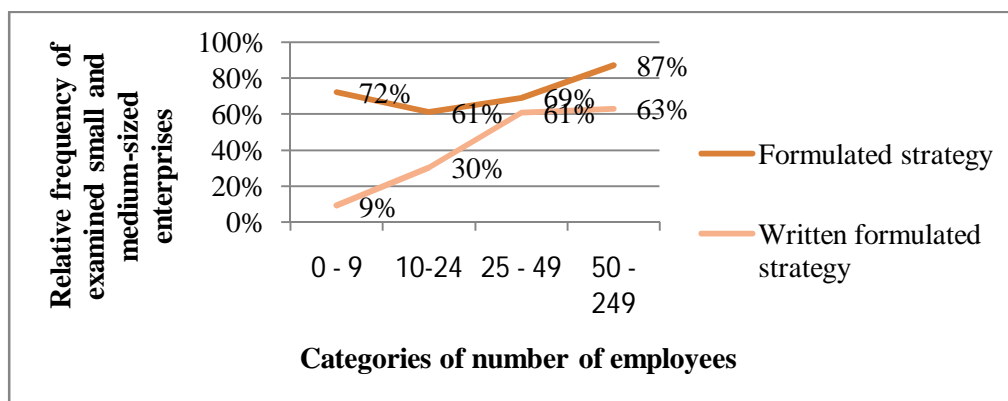 Relative frequency of
examined small and
medium-sized
enterprises
100%
80%
60%
40%
20%
0%
72%
61%
69%
87%
9%
30%
61%
63%
0 - 9
10-24
25 - 49
50 -
249
Categories of number of employees
Formulated strategy
Written formulated
strategy